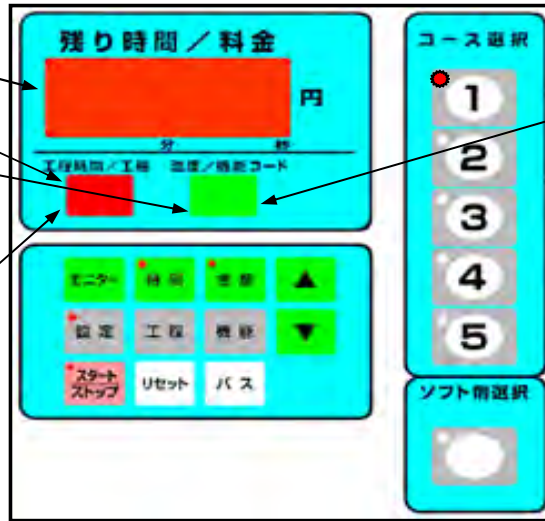 残り時間／料金
円
分 秒
工程時間／工程 温度／機能コード
モニター 時間 ▲
設定 工程 機能 ▼
スタート
ストップ リセット パス
コース選択
1
2
3
4
5
ソフト剤選択